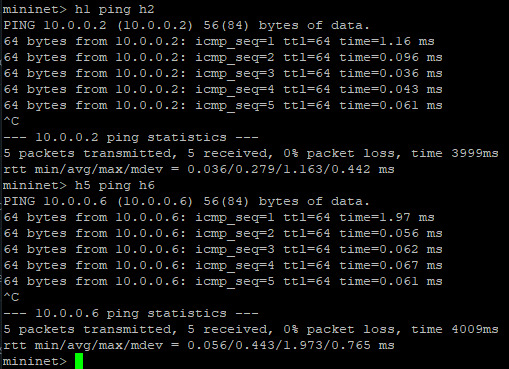 mininet> h1 ping h2
PING 10.0.0.2 (10.0.0.2) 56(84) bytes of data.
64 bytes from 10.0.0.2: icmp_seq=1 ttl=64 time=1.16 ms
64 bytes from 10.0.0.2: icmp_seq=2 ttl=64 time=0.096 ms
64 bytes from 10.0.0.2: icmp_seq=3 ttl=64 time=0.036 ms
64 bytes from 10.0.0.2: icmp_seq=4 ttl=64 time=0.043 ms
64 bytes from 10.0.0.2: icmp_seq=5 ttl=64 time=0.061 ms
^C
--- 10.0.0.2 ping statistics ---
5 packets transmitted, 5 received, 0% packet loss, time 3999ms
rtt min/avg/max/mdev = 0.036/0.279/1.163/0.442 ms
mininet> h5 ping h6
PING 10.0.0.6 (10.0.0.6) 56(84) bytes of data.
64 bytes from 10.0.0.6: icmp_seq=1 ttl=64 time=1.97 ms
64 bytes from 10.0.0.6: icmp_seq=2 ttl=64 time=0.056 ms
64 bytes from 10.0.0.6: icmp_seq=3 ttl=64 time=0.062 ms
64 bytes from 10.0.0.6: icmp_seq=4 ttl=64 time=0.067 ms
64 bytes from 10.0.0.6: icmp_seq=5 ttl=64 time=0.061 ms
^C
--- 10.0.0.6 ping statistics ---
5 packets transmitted, 5 received, 0% packet loss, time 4009ms
rtt min/avg/max/mdev = 0.056/0.443/1.973/0.765 ms
mininet>